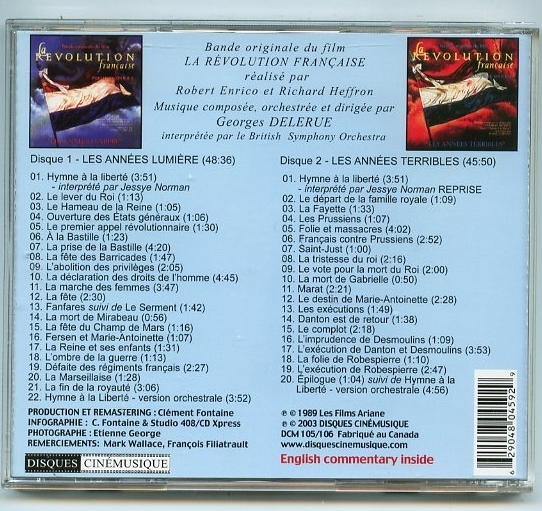 la
RÉVOLUTION
française
LES ANNÉES LUMIÈRE
Bande originale du film
LA RÉVOLUTION FRANÇAISE
réalisé par
Robert Enrico et Richard Heffron
Musique composée, orchestrée et dirigée par
Georges DELERUE
interprétée par le British Symphony Orchestra
la
RÉVOLUTION
française
LES ANNÉES TERRIBLES
Disque 1 - LES ANNÉES LUMIÈRE (48:36)
01. Hymne à la liberté (3:51)
- interprété par Jessye Norman
02. Le lever du Roi (1:13)
03. Le Hameau de la Reine (1:05)
04. Ouverture des États généraux (1:06)
05. Le premier appel révolutionnaire (1:30)
06. À la Bastille (1:23)
07. La prise de la Bastille (4:20)
08. La fête des Barricades (1:47)
09. L'abolition des privilèges (2:05)
10. La déclaration des droits de l'homme (4:45)
11. La marche des femmes (3:47)
12. La fête (2:30)
13. Fanfares suivi de Le Serment (1:42)
14. La mort de Mirabeau (0:56)
15. La fête du Champ de Mars (1:16)
16. Fersen et Marie-Antoinette (1:07)
17. La Reine et ses enfants (1:31)
18. L'ombre de la guerre (1:13)
19. Défaite des régiments français (2:27)
20. La Marseillaise (1:28)
21. La fin de la royauté (3:06)
22. Hymne à la Liberté - version orchestrale (3:52)
Disque 2 - LES ANNÉES TERRIBLES (45:50)
01. Hymne à la liberté (3:51)
- interprété par Jessye Norman REPRISE
02. Le départ de la famille royale (1:09)
03. La Fayette (1:33)
04. Les Prussiens (1:07)
05. Folie et massacres (4:02)
06. Français contre Prussiens (2:52)
07. Saint-Just (1:00)
08. La tristesse du roi (2:16)
09. Le vote pour la mort du Roi (2:00)
10. La mort de Gabrielle (0:50)
11. Marat (2:21)
12. Le destin de Marie-Antoinette (2:28)
13. Les exécutions (1:49)
14. Danton est de retour (1:38)
15. Le complot (2:18)
16. L'imprudence de Desmoulins (1:09)
17. L'exécution de Danton et Desmoulins (3:53)
18. La folie de Robespierre (1:10)
19. L'exécution de Robespierre (2:47)
20. Épilogue (1:04) suivi de Hymne à la
Liberté - version orchestrale (4:56)
PRODUCTION ET REMASTERING : Clément Fontaine
INFOGRAPHIE : C. Fontaine & Studio 408/CD Xpress
PHOTOGRAPHE : Etienne George
REMERCIEMENTS: Mark Wallace, François Filiatrault
DISQUES CINÉMUSIQUE
℗ © 1989 Les Films Ariane
℗ © 2003 DISQUES CINÉMUSIQUE
DCM 105/106 Fabriqué au Canada
www.disquescinemusique.com
English commentary inside
6 29048 04592 9